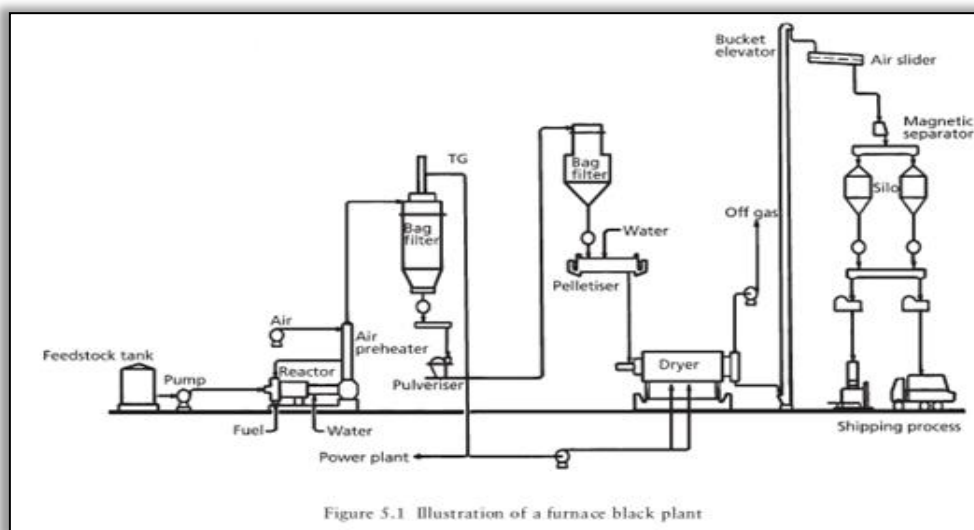 Bucket
elevator
Air slider
Magnetic
separator
TG
Bag
filter
Silo
Off gas
Water
Bag
filter
Pelletiser
Air
Air
preheater
Feedstock tank
Pump
Reactor
Pulveriser
Dryer
Fuel
Water
Shipping process
Power plant
Figure 5.1 Illustration of a furnace black plant